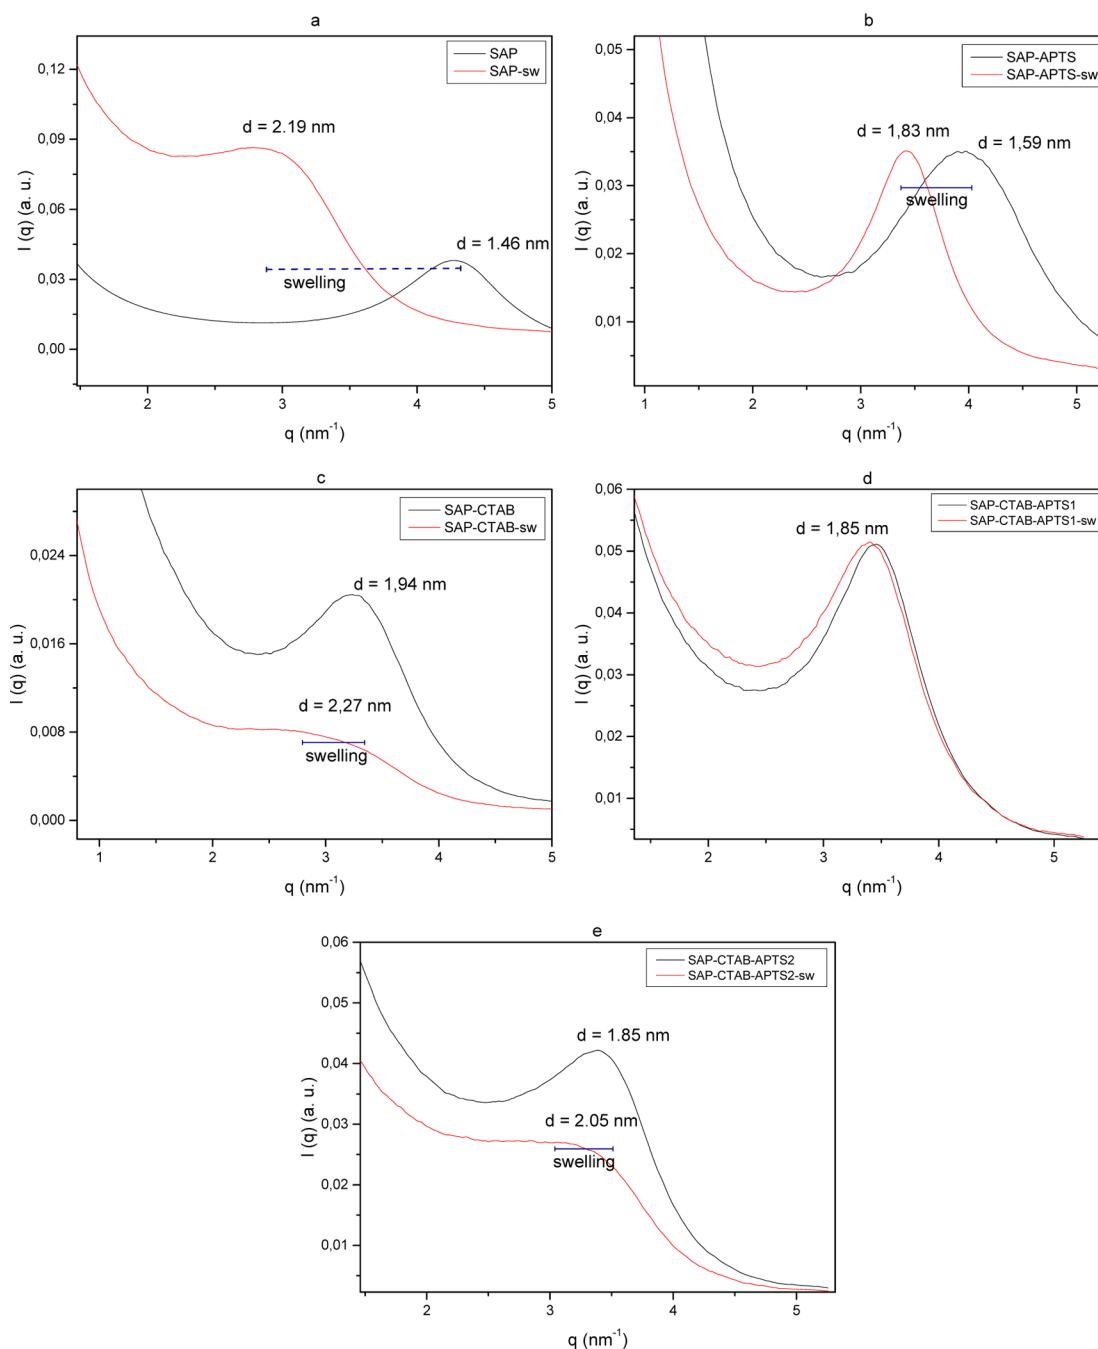 a
SAP
SAP-sw
d = 2.19 nm
d = 1.46 nm
swelling
0,12
0,09
0,06
0,03
0,00
I (q) (a. u.)
2 3 4 5
q (nm⁻¹)
b
SAP-APTS
SAP-APTS-sw
d = 1,83 nm
d = 1,59 nm
swelling
0,05
0,04
0,03
0,02
0,01
I (q) (a. u.)
1 2 3 4 5
q (nm⁻¹)
c
SAP-CTAB
SAP-CTAB-sw
d = 1,94 nm
d = 2,27 nm
swelling
0,024
0,016
0,008
0,000
I (q) (a. u.)
1 2 3 4 5
q (nm⁻¹)
d
SAP-CTAB-APTS1
SAP-CTAB-APTS1-sw
d = 1,85 nm
0,06
0,05
0,04
0,03
0,02
0,01
I (q) (a. u.)
2 3 4 5
q (nm⁻¹)
e
SAP-CTAB-APTS2
SAP-CTAB-APTS2-sw
d = 1.85 nm
d = 2.05 nm
swelling
0,06
0,05
0,04
0,03
0,02
0,01
I (q) (a. u.)
2 3 4 5
q (nm⁻¹)